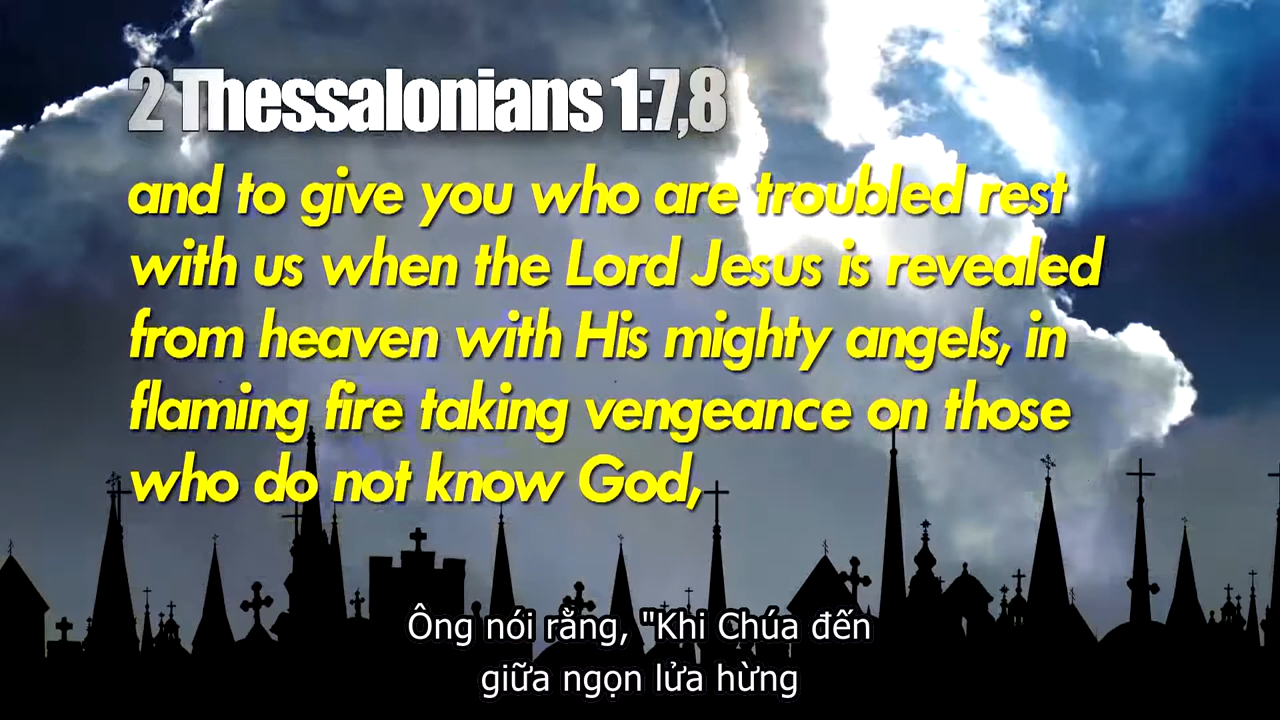 2 Thessalonians 1:7,8
and to give you who are troubled rest
with us when the Lord Jesus is revealed
from heaven with His mighty angels, in
flaming fire taking vengeance on those
who do not know God,
Ông nói rằng, "Khi Chúa đến
giữa ngọn lửa hừng